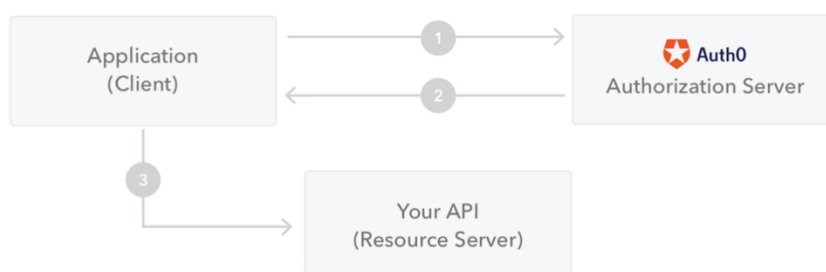 Application
(Client)
1
Auth0
Authorization Server
2
3
Your API
(Resource Server)